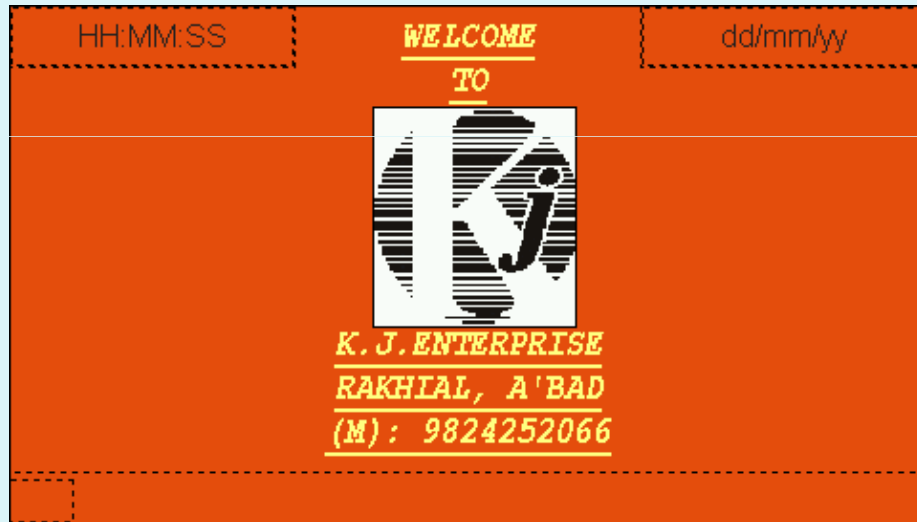 HH:MM:SS
WELCOME
dd/mm/yy
TO
Kj
K.J.ENTERPRISE
RAKHIAL, A'BAD
(M): 9824252066